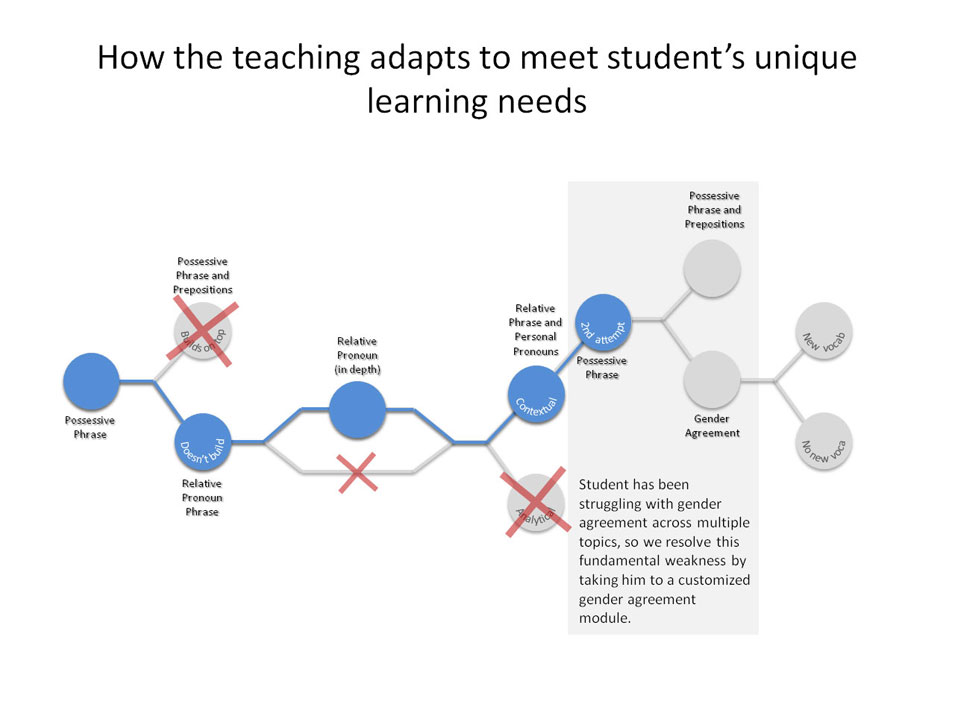 How the teaching adapts to meet student's unique
learning needs
Possessive
Phrase
Possessive
Phrase and
Prepositions
Builds on top
Doesn't build
Relative
Pronoun
Phrase
Relative
Pronoun
(in depth)
Relative
Phrase and
Personal
Pronouns
Contextual
Analytical
2nd attempt
Possessive
Phrase
Possessive
Phrase and
Prepositions
Gender
Agreement
New vocab
No new voca
Student has been
struggling with gender
agreement across multiple
topics, so we resolve this
fundamental weakness by
taking him to a customized
gender agreement
module.